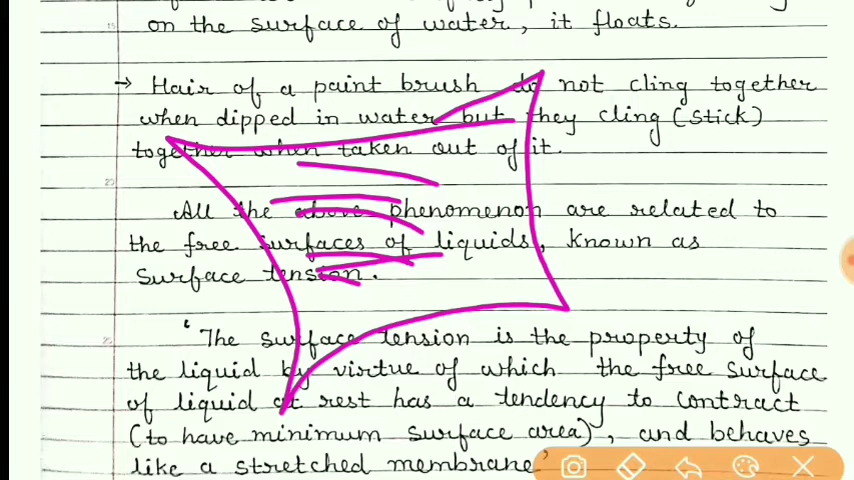 on the surface of water, it floats.
→ Hair of a paint brush do not cling together
when dipped in water but they cling (stick)
together when taken out of it.
All the above phenomenon are related to
the free surfaces of liquids, known as
surface tension.
"The surface tension is the property of
the liquid by virtue of which the free surface
of liquid at rest has a tendency to contract
(to have minimum surface area), and behaves
like a stretched membrane"